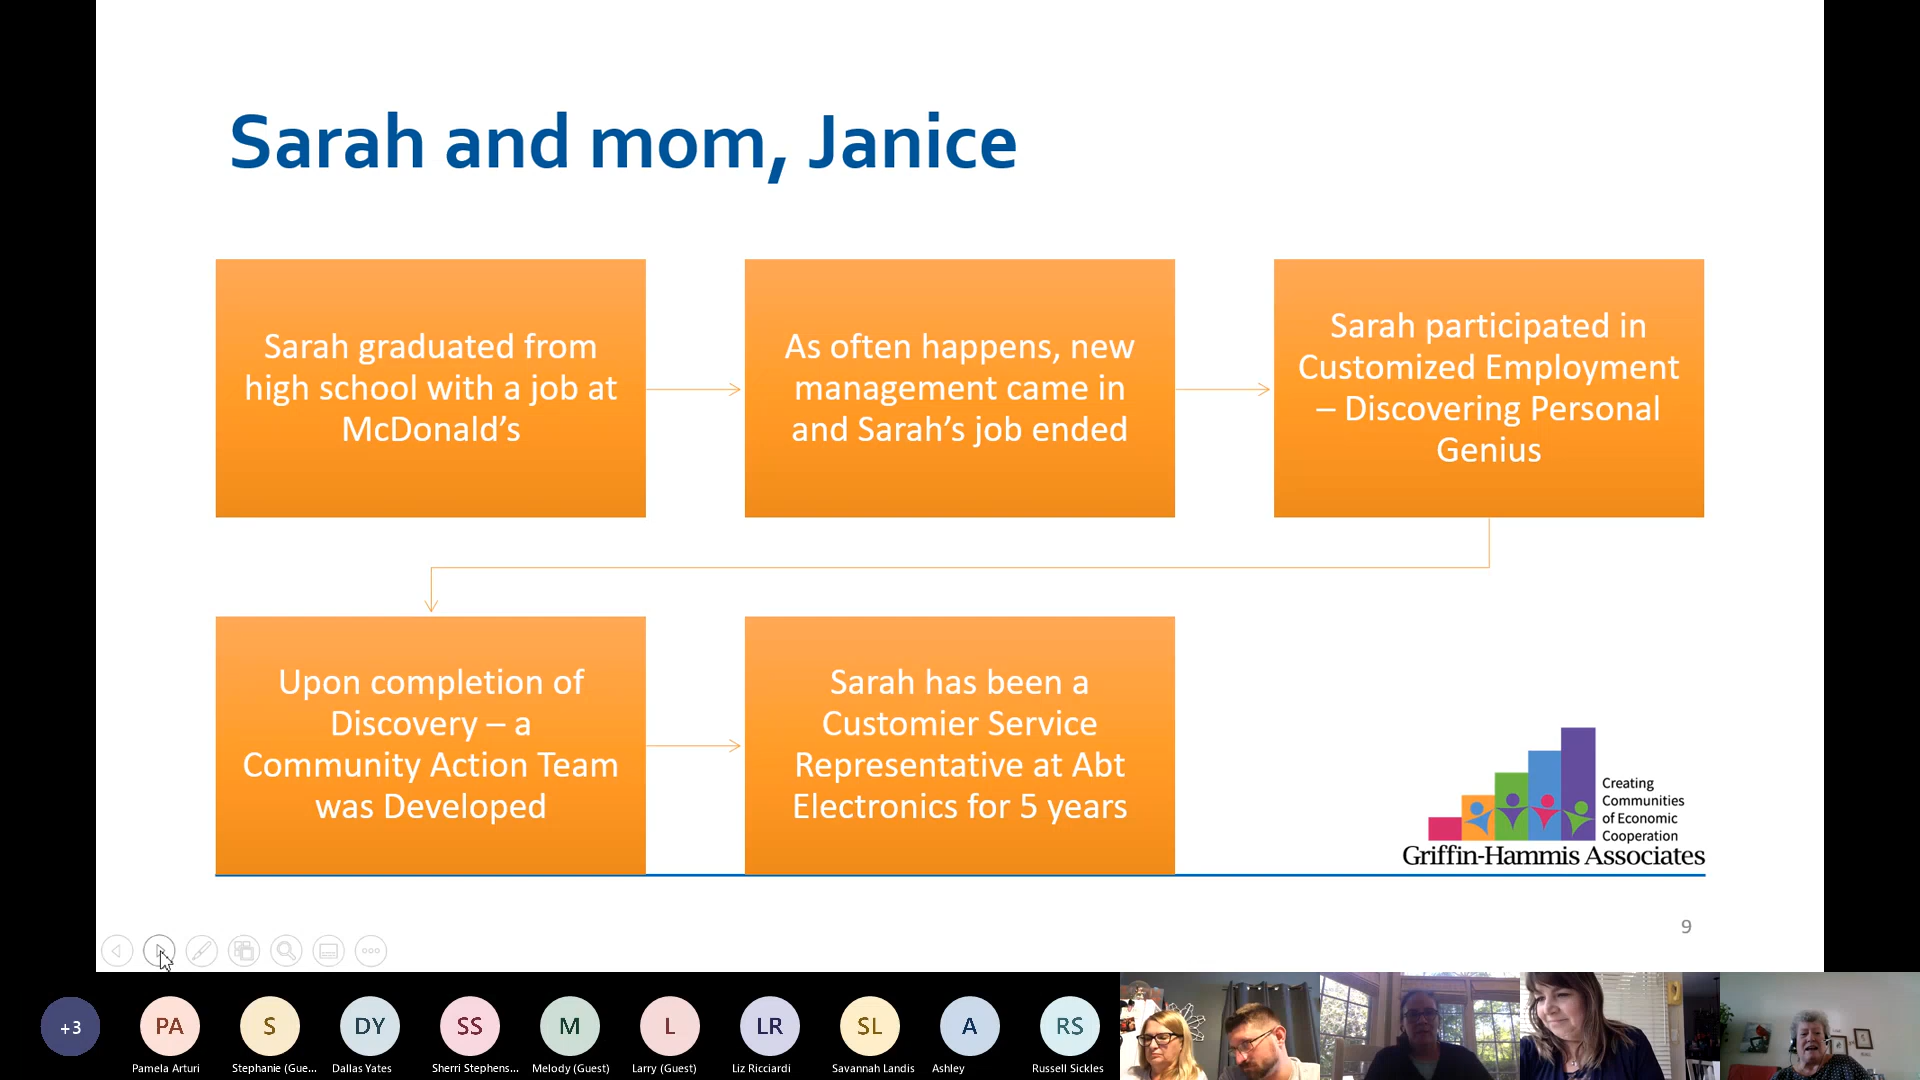 Sarah and mom, Janice
Sarah graduated from
high school with a job at
McDonald’s
As often happens, new
management came in
and Sarah’s job ended
Sarah participated in
Customized Employment
– Discovering Personal
Genius
Upon completion of
Discovery – a
Community Action Team
was Developed
Sarah has been a
Customier Service
Representative at Abt
Electronics for 5 years
Creating
Communities
of Economic
Cooperation
Griffin-Hammis Associates
9
+3
PA
S
DY
SS
M
L
LR
SL
A
RS
Pamela Arturi
Stephanie (Gue...
Dallas Yates
Sherri Stephens...
Melody (Guest)
Larry (Guest)
Liz Ricciardi
Savannah Landis
Ashley
Russell Sickles